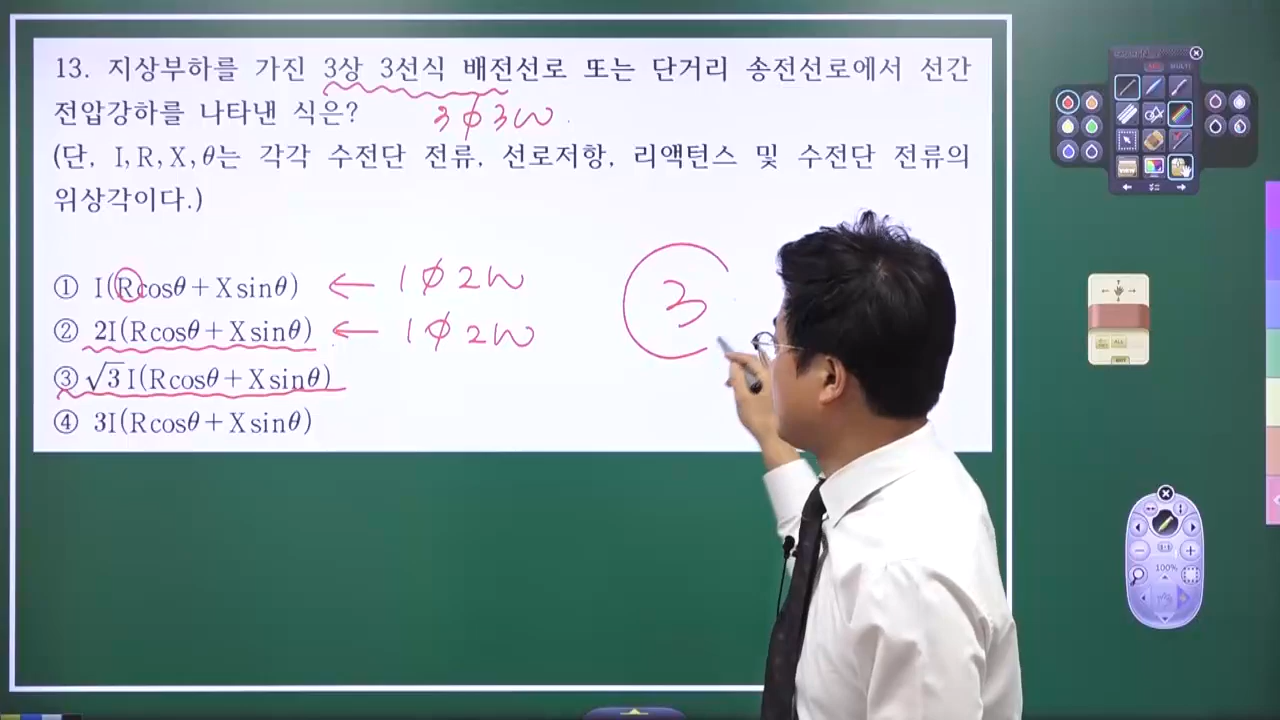 13. 지상부하를 가진 3상 3선식 배전선로 또는 단거리 송전선로에서 선간
전압강하를 나타낸 식은?
3φ3W.
(단, I, R, X, θ는 각각 수전단 전류, 선로저항, 리액턴스 및 수전단 전류의
위상각이다.)
① I(Rcosθ+Xsinθ) ← 1φ2W
② 2I(Rcosθ+Xsinθ) ← 1φ2W
③ √3I(Rcosθ+Xsinθ)
④ 3I(Rcosθ+Xsinθ)
3
100%